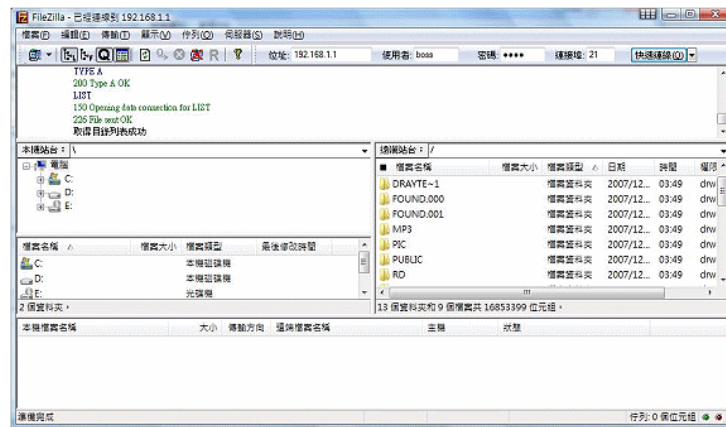 FileZilla - 已經連線到 192.168.1.1
檔案(F) 編輯(E) 傳輸(T) 顯示(V) 佇列(Q) 伺服器(S) 說明(H)
位址: 192.168.1.1 使用者: boss 密碼: •••• 連接埠: 21 快速連線(Q)
TYPE A
200 Type A OK
LIST
150 Opening data connection for LIST
226 File sent OK
取得目錄列表成功
本機站台: \
電腦
C:
D:
E:
檔案名稱 檔案大小 檔案類型 最後修改時間
C: 本機磁碟機
D: 本機磁碟機
E: 光碟機
2 個資料夾。
遠端站台: /
檔案名稱 檔案大小 檔案類型 日期 時間 權限
DRAYTE~1 檔案資料夾 2007/12... 03:49 drw
FOUND.000 檔案資料夾 2007/12... 03:49 drw
FOUND.001 檔案資料夾 2007/12... 03:49 drw
MP3 檔案資料夾 2007/12... 03:49 drw
PIC 檔案資料夾 2007/12... 03:49 drw
PUBLIC 檔案資料夾 2007/12... 03:49 drw
RD 檔案資料夾 2007/12... 03:49 drw
13 個資料夾和 9 個檔案共 16853399 位元組。
本機檔案名稱 大小 傳輸方向 遠端檔案名稱 主機 狀態
準備完成 佇列: 0 個位元組